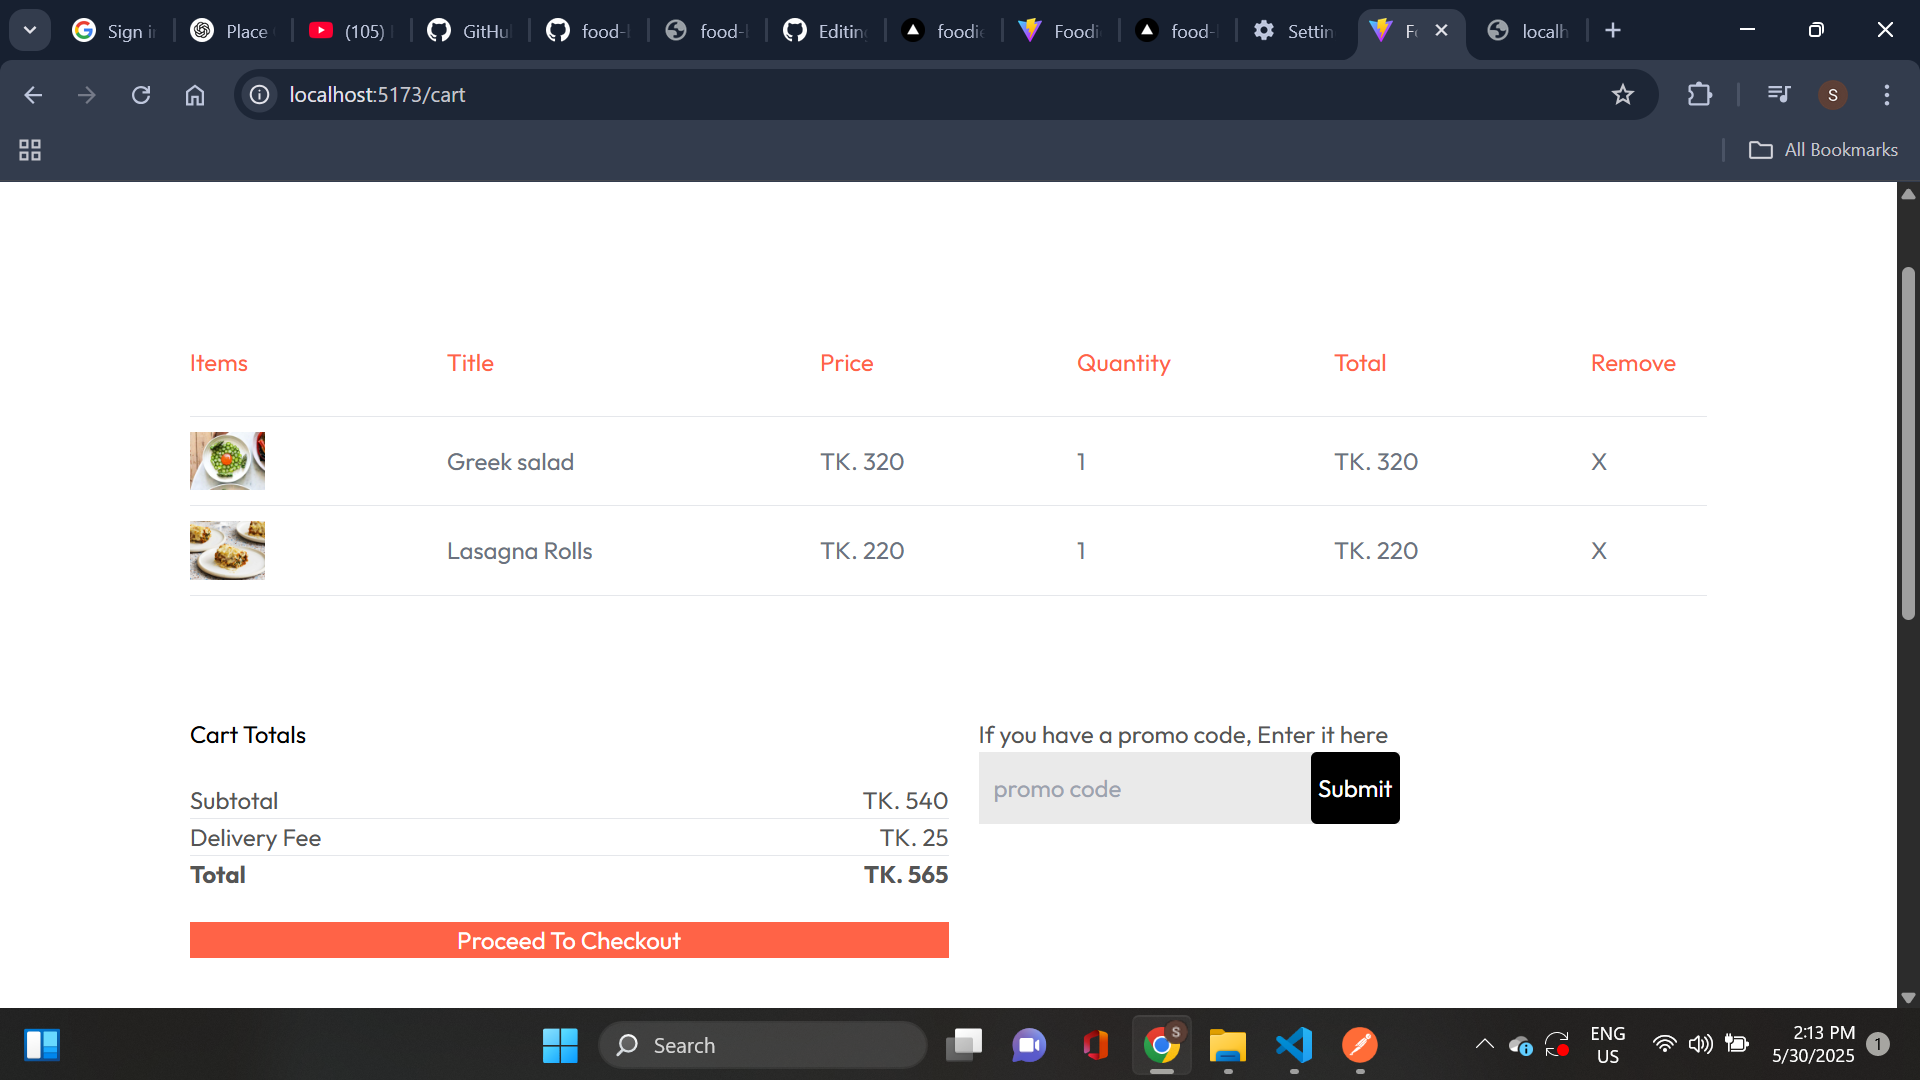 Sign i
Place
(105)
GitHu
food-
food-
Editin
foodie
Foodi
food-
Settin
F
localh
localhost:5173/cart
S
All Bookmarks
Items Title Price Quantity Total Remove
Greek salad TK. 320 1 TK. 320 X
Lasagna Rolls TK. 220 1 TK. 220 X
Cart Totals
Subtotal TK. 540
Delivery Fee TK. 25
Total TK. 565
Proceed To Checkout
If you have a promo code, Enter it here
promo code
Submit
Search
S
ENG
US
2:13 PM
5/30/2025
1